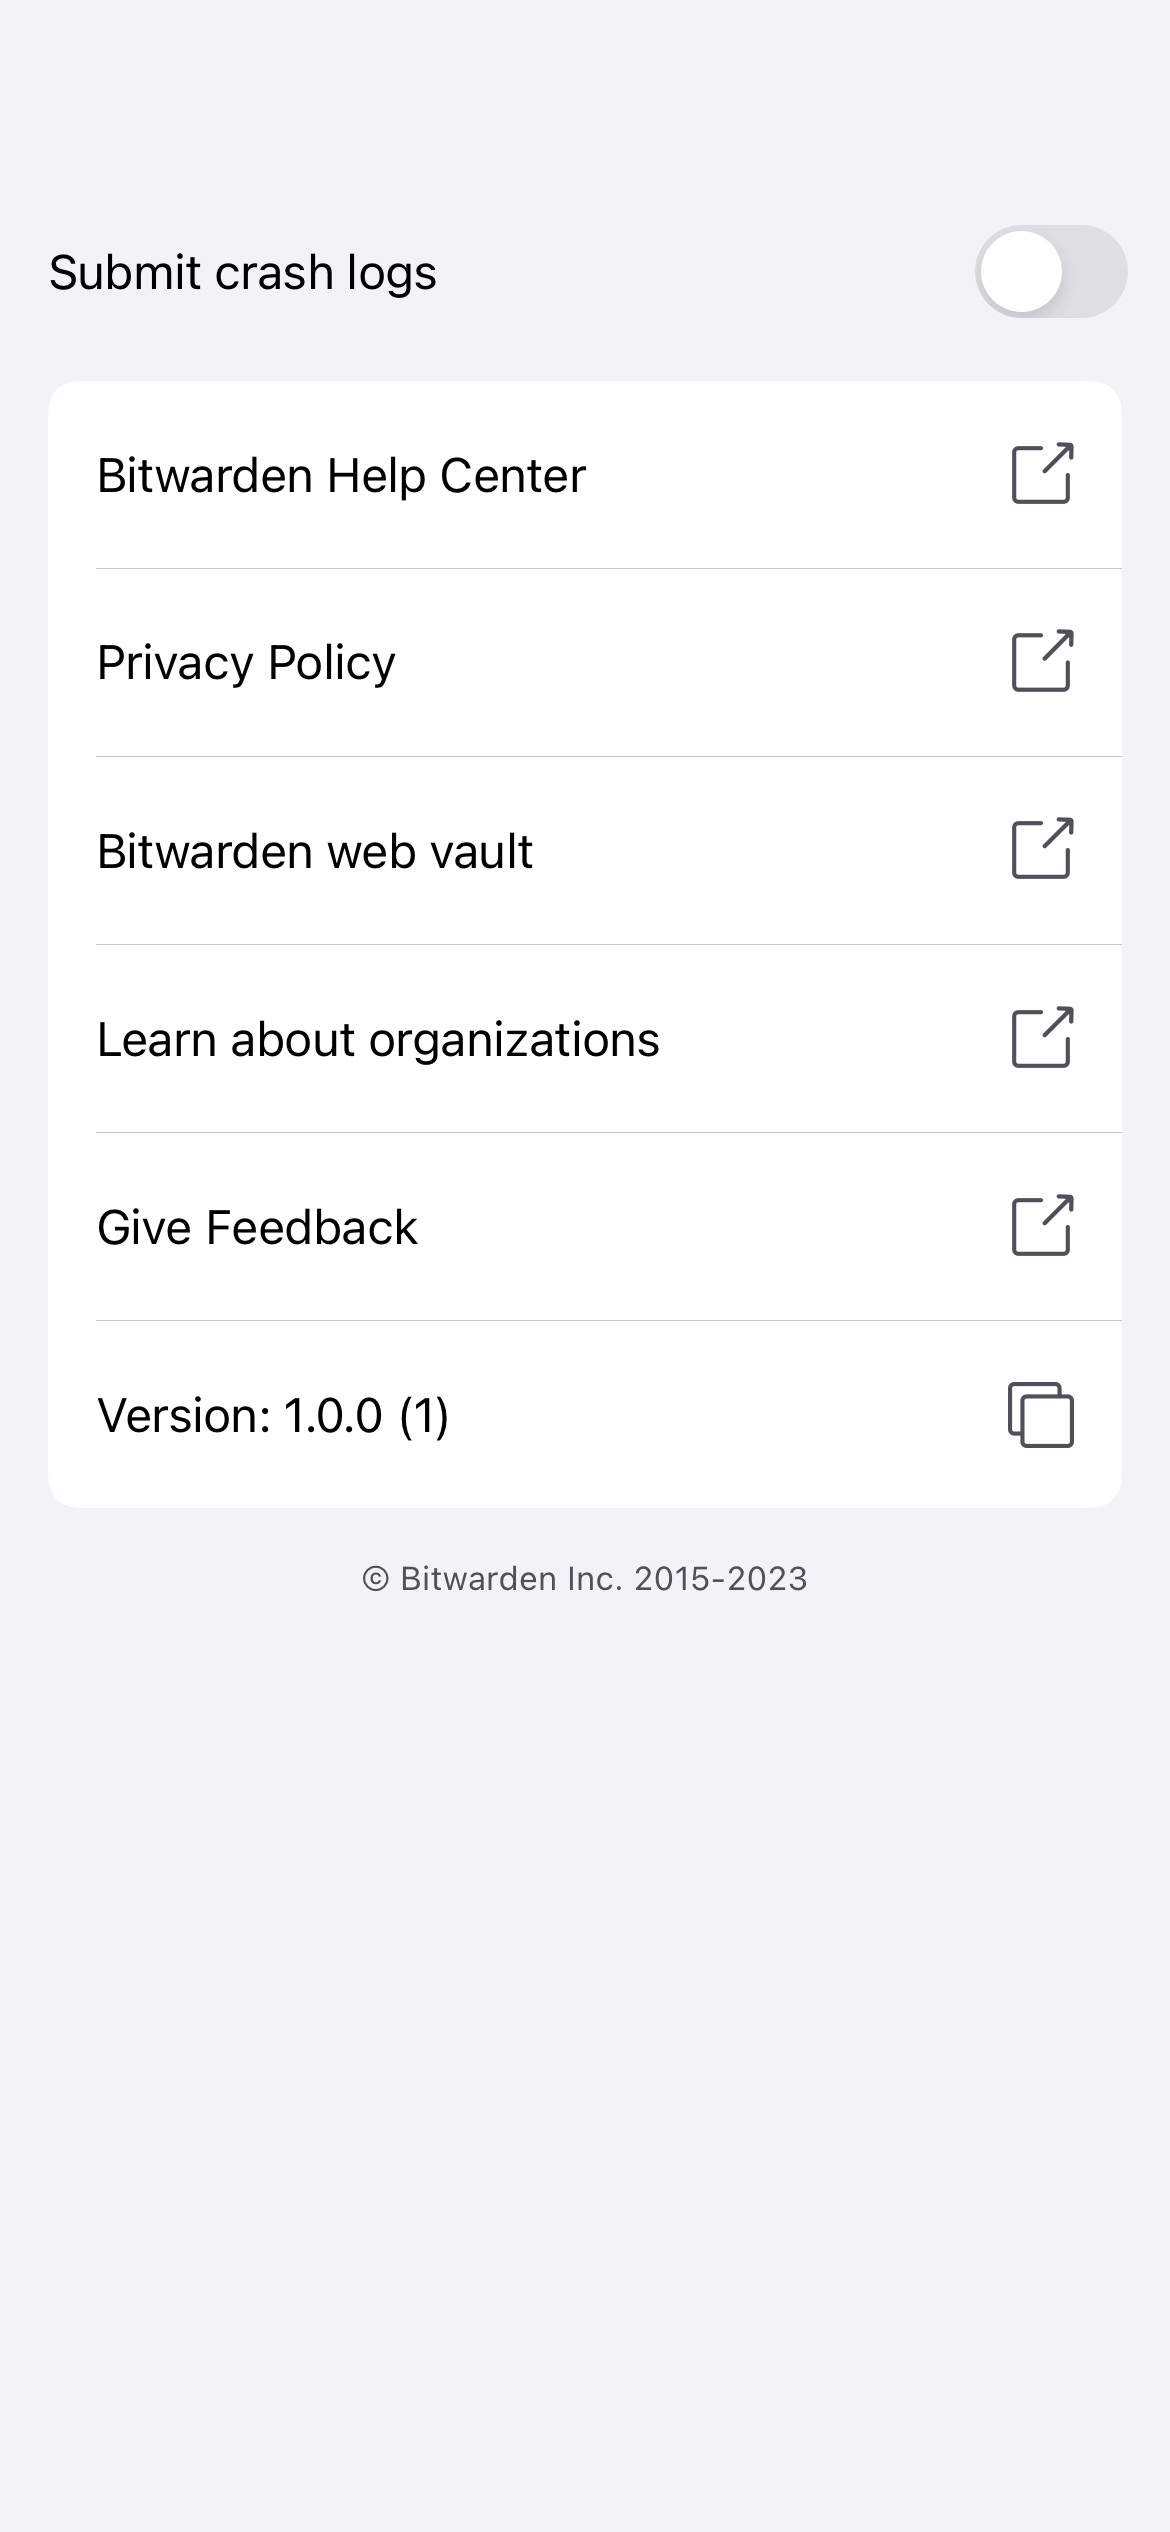 Submit crash logs
Bitwarden Help Center
Privacy Policy
Bitwarden web vault
Learn about organizations
Give Feedback
Version: 1.0.0 (1)
© Bitwarden Inc. 2015-2023